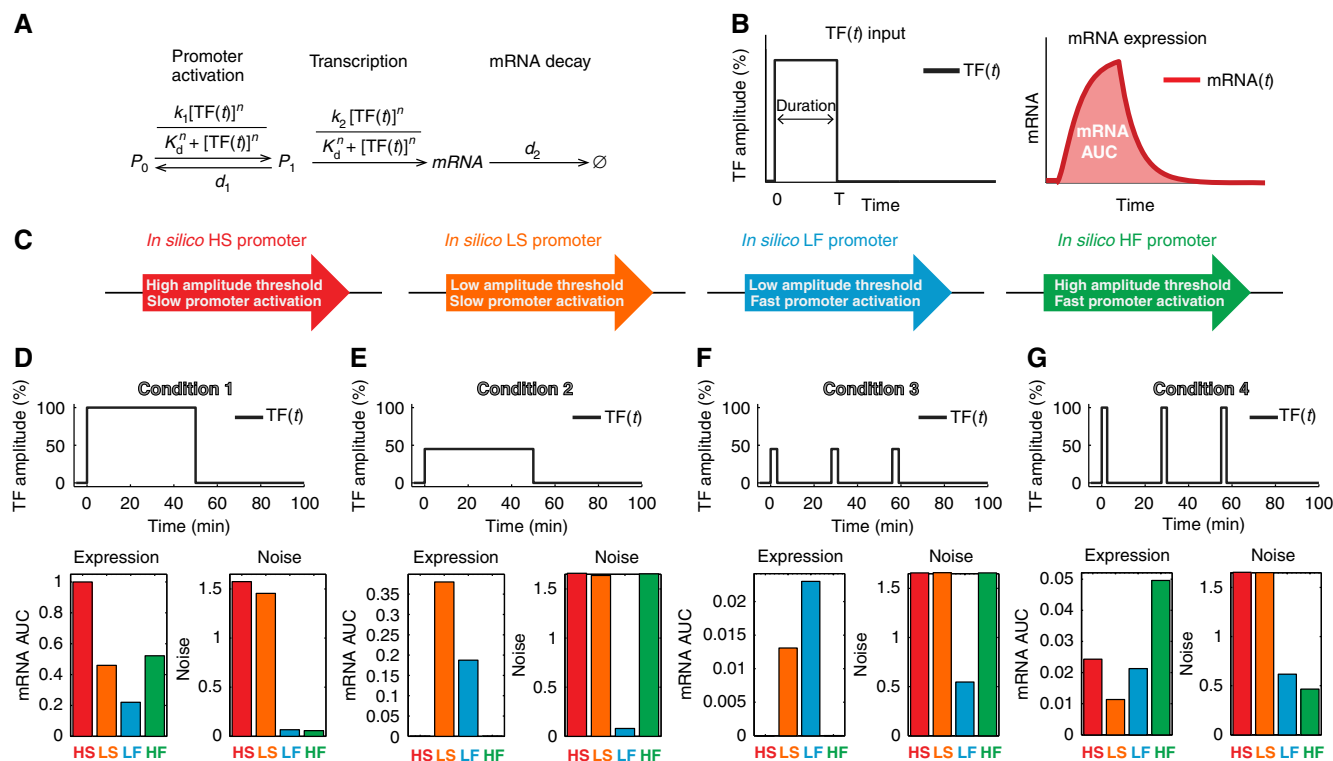 A
Promoter activation
Transcription
mRNA decay
k1[TF(t)]^n
Kd^n + [TF(t)]^n
k2[TF(t)]^n
Kd^n + [TF(t)]^n
P0
P1
mRNA
d2
∅
d1
B
TF(t) input
TF(t)
TF amplitude (%)
Duration
0
T
Time
mRNA expression
mRNA(t)
mRNA
mRNA
AUC
Time
C
In silico HS promoter
High amplitude threshold
Slow promoter activation
In silico LS promoter
Low amplitude threshold
Slow promoter activation
In silico LF promoter
Low amplitude threshold
Fast promoter activation
In silico HF promoter
High amplitude threshold
Fast promoter activation
D
Condition 1
TF(t)
TF amplitude (%)
100
50
0
0 20 40 60 80 100
Time (min)
Expression
mRNA AUC
1
0.8
0.6
0.4
0.2
0
HS LS LF HF
Noise
Noise
1.5
1
0.5
0
HS LS LF HF
E
Condition 2
TF(t)
TF amplitude (%)
100
50
0
0 20 40 60 80 100
Time (min)
Expression
mRNA AUC
0.35
0.3
0.25
0.2
0.15
0.1
0.05
0
HS LS LF HF
Noise
Noise
1.5
1
0.5
0
HS LS LF HF
F
Condition 3
TF(t)
TF amplitude (%)
100
50
0
0 20 40 60 80 100
Time (min)
Expression
mRNA AUC
0.02
0.015
0.01
0.005
0
HS LS LF HF
Noise
Noise
1.5
1
0.5
0
HS LS LF HF
G
Condition 4
TF(t)
TF amplitude (%)
100
50
0
0 20 40 60 80 100
Time (min)
Expression
mRNA AUC
0.05
0.04
0.03
0.02
0.01
0
HS LS LF HF
Noise
Noise
1.5
1
0.5
0
HS LS LF HF